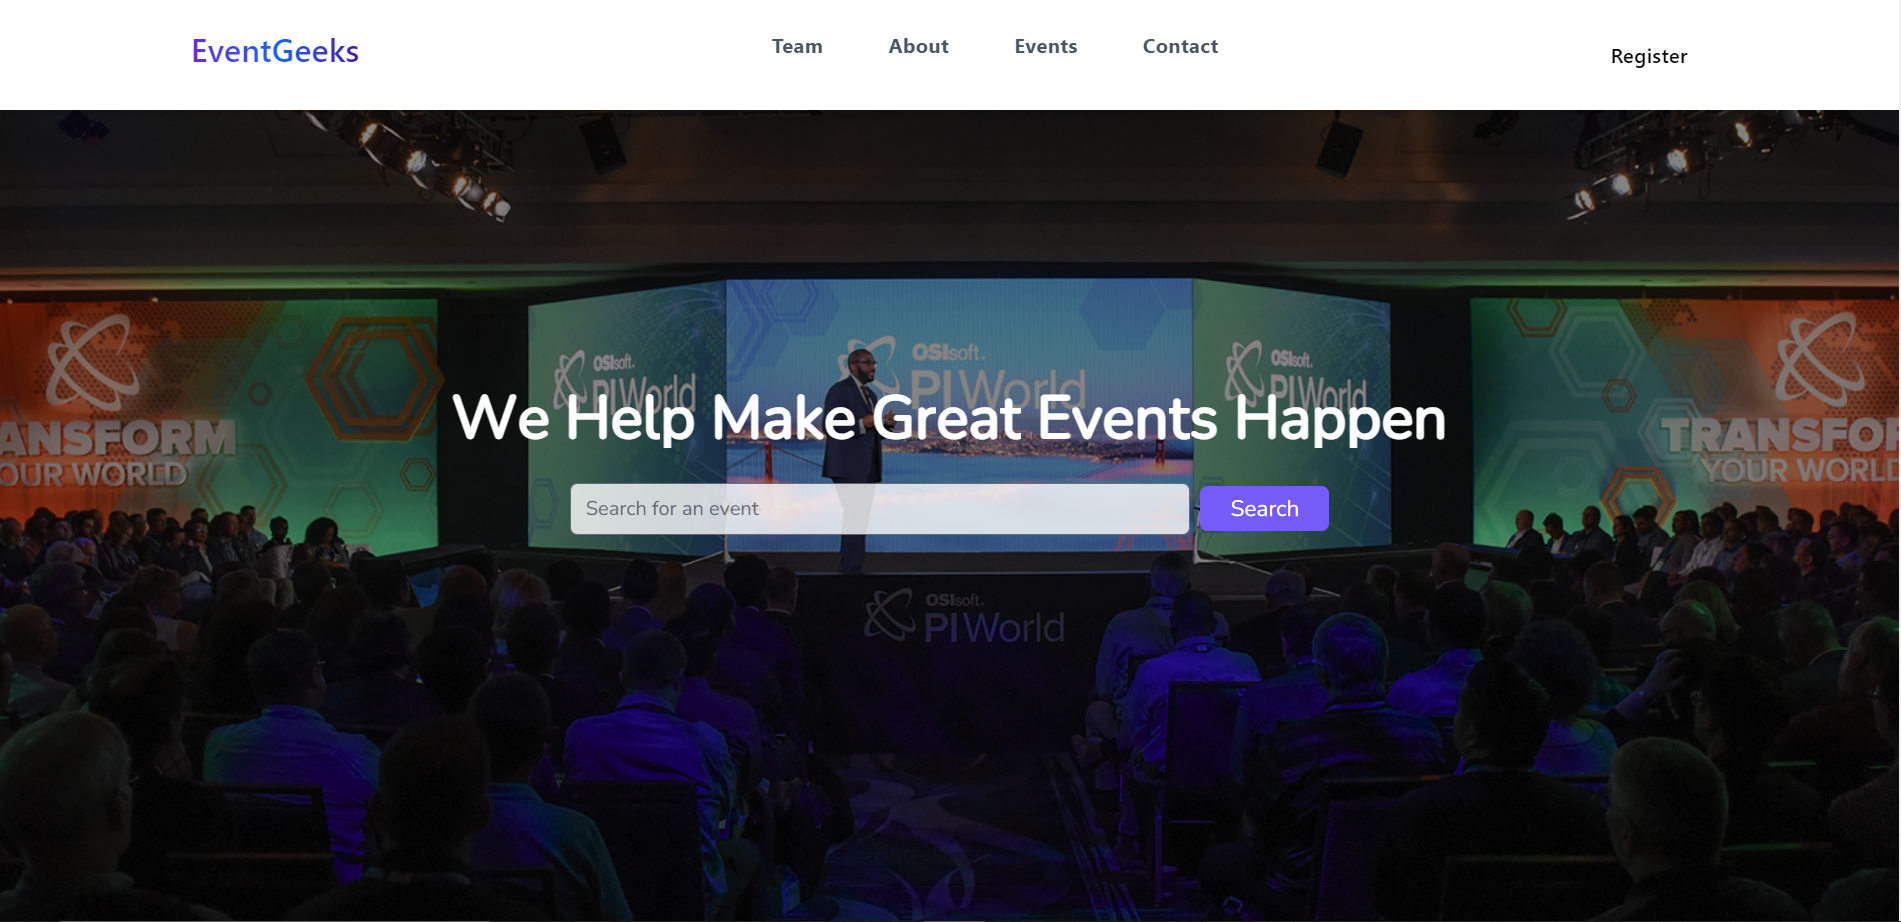 EventGeeks
Team
About
Events
Contact
Register
OSIsoft.
PI World
OSIsoft.
PI World
OSIsoft.
PI World
ANSFORM
OUR WORLD
TRANSFOR
YOUR WORLD
We Help Make Great Events Happen
Search for an event
Search
OSIsoft.
PI World